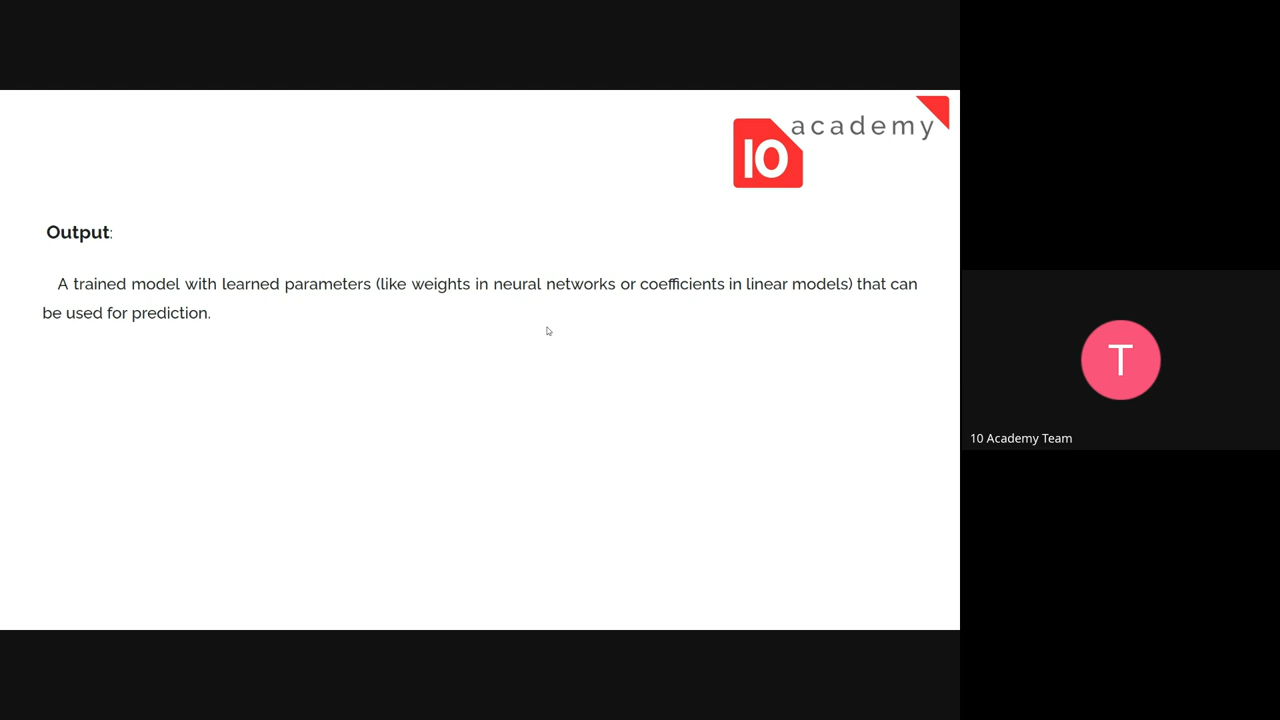 10 academy
Output:
A trained model with learned parameters (like weights in neural networks or coefficients in linear models) that can
be used for prediction.
T
10 Academy Team